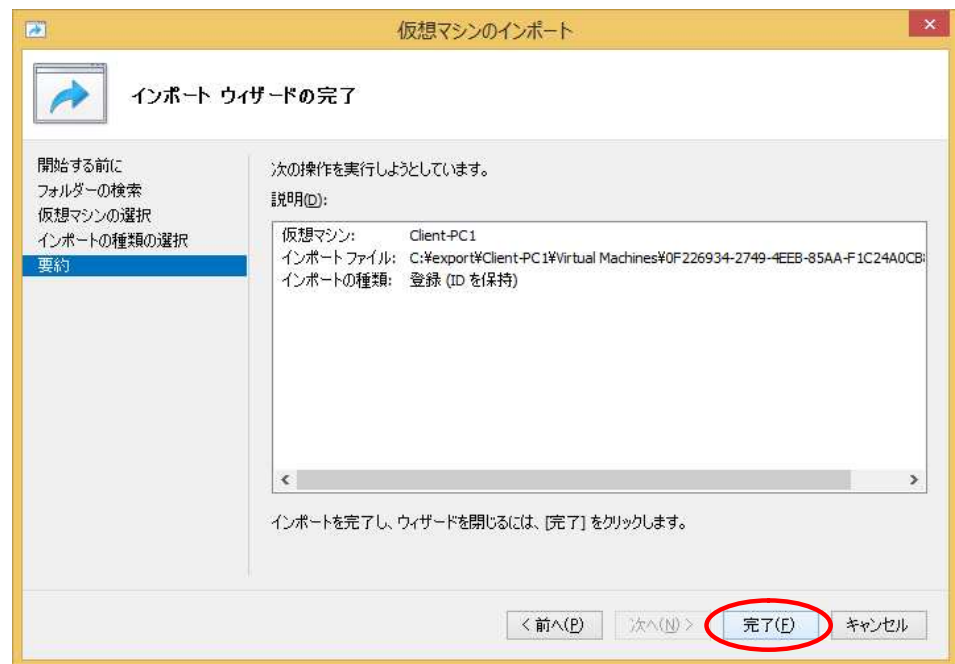 仮想マシンのインポート
インポート ウィザードの完了
開始する前に
フォルダーの検索
仮想マシンの選択
インポートの種類の選択
要約
次の操作を実行しようとしています。
説明(D):
仮想マシン: Client-PC1
インポート ファイル: C:¥export¥Client-PC1¥Virtual Machines¥0F226934-2749-4EEB-85AA-F1C24A0CB
インポートの種類: 登録 (ID を保持)
インポートを完了し、ウィザードを閉じるには、[完了] をクリックします。
< 前へ(P) 次へ(N) > 完了(F) キャンセル